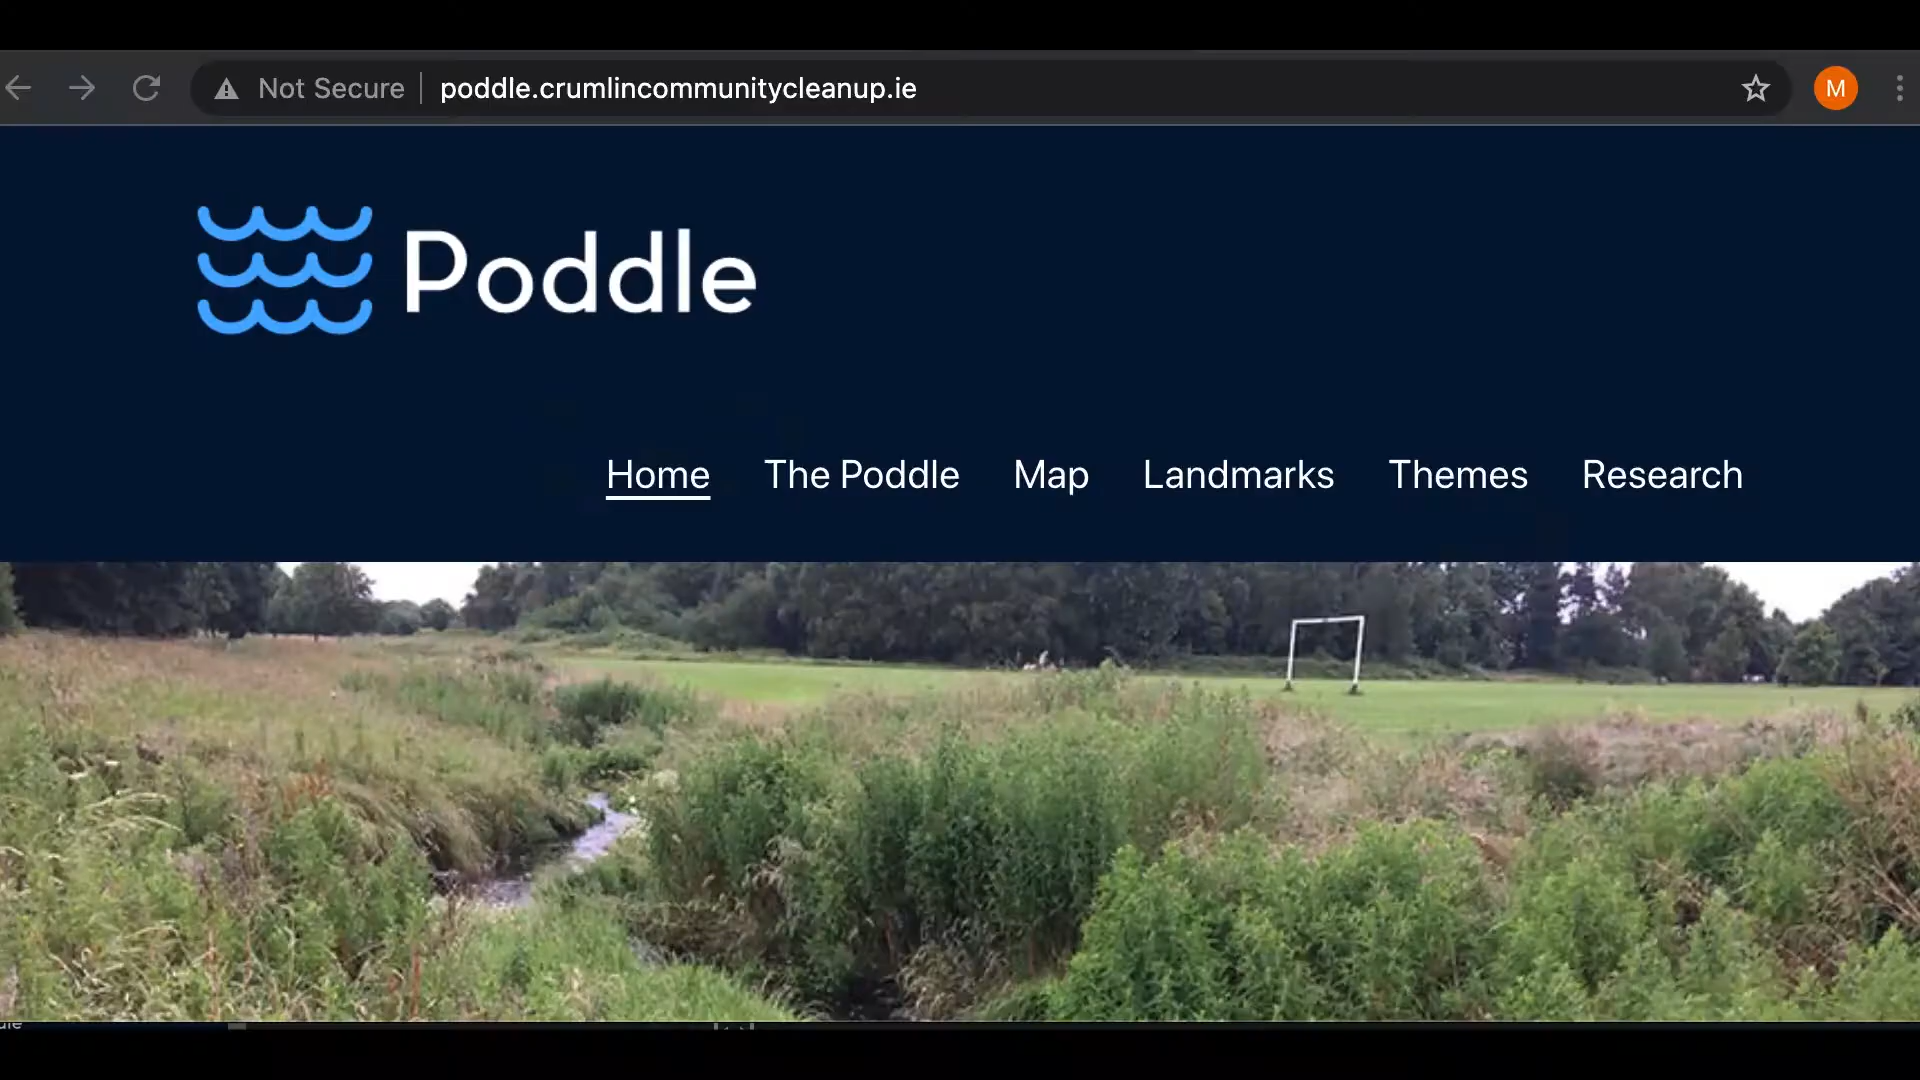 Not Secure poddle.crumlincommunitycleanup.ie M
Poddle
Home The Poddle Map Landmarks Themes Research